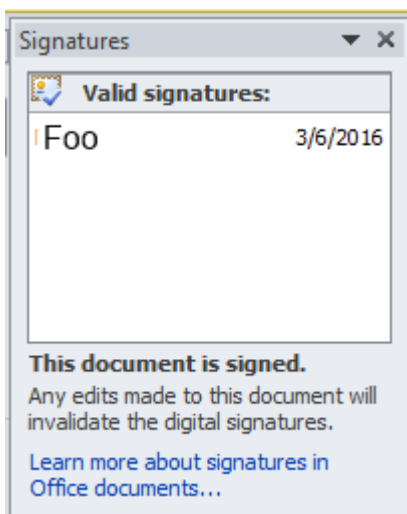 Signatures
Valid signatures:
Foo 3/6/2016
This document is signed.
Any edits made to this document will
invalidate the digital signatures.
Learn more about signatures in
Office documents...